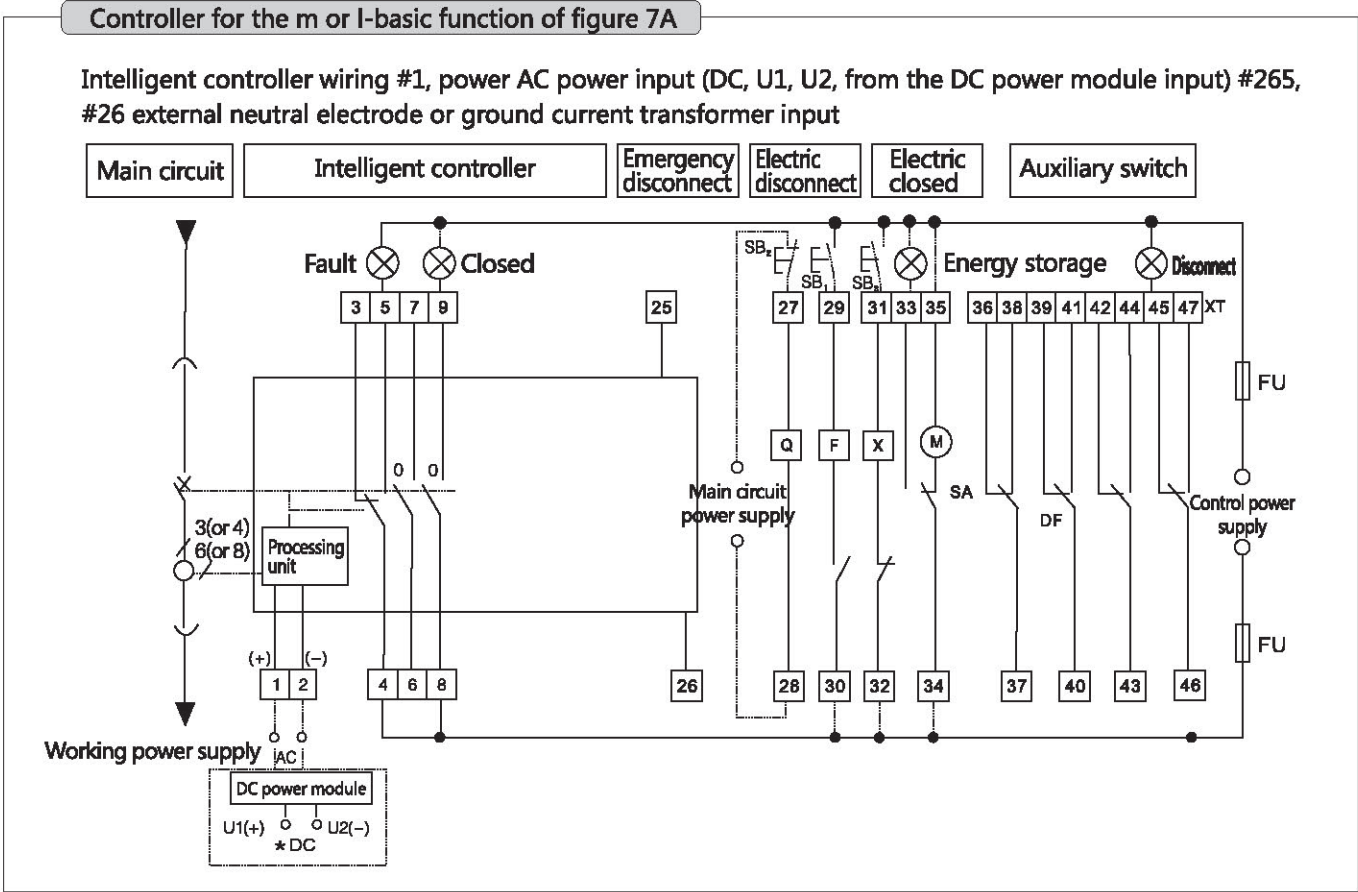 Controller for the m or l-basic function of figure 7A
Intelligent controller wiring #1, power AC power input (DC, U1, U2, from the DC power module input) #265,
#26 external neutral electrode or ground current transformer input
Main circuit
Intelligent controller
Emergency
disconnect
Electric
disconnect
Electric
closed
Auxiliary switch
Fault
Closed
SB₂
SB₁
SB₃
Energy storage
Disconnect
3 5 7 9
25
27
29
31 33 35
36 38 39 41 42 44 45 47 XT
FU
Q
F
X
M
0 0
SA
DF
Main circuit
power supply
Control power
supply
3(or 4)
6(or 8)
Processing
unit
FU
(+) (−)
1 2
4 6 8
26
28
30
32
34
37
40
43
46
Working power supply
AC
DC power module
U1(+) U2(−)
* DC